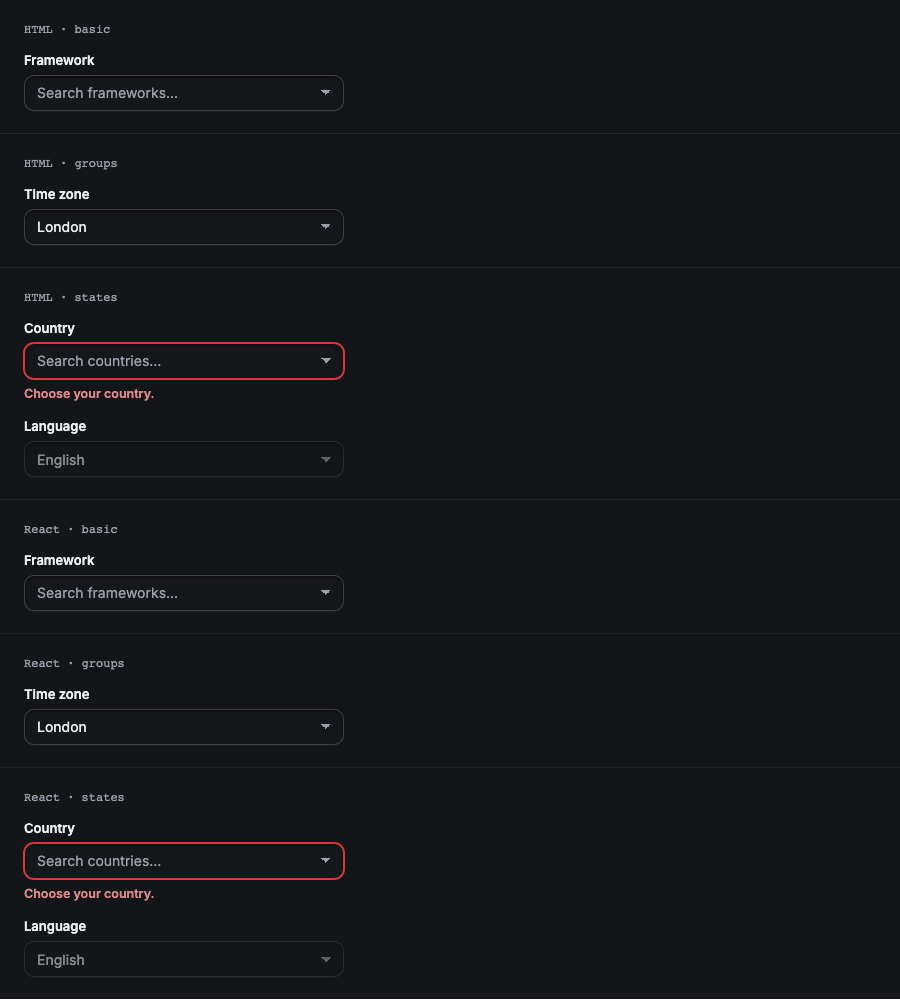 HTML · basic
Framework
Search frameworks...
HTML · groups
Time zone
London
HTML · states
Country
Search countries...
Choose your country.
Language
English
React · basic
Framework
Search frameworks...
React · groups
Time zone
London
React · states
Country
Search countries...
Choose your country.
Language
English